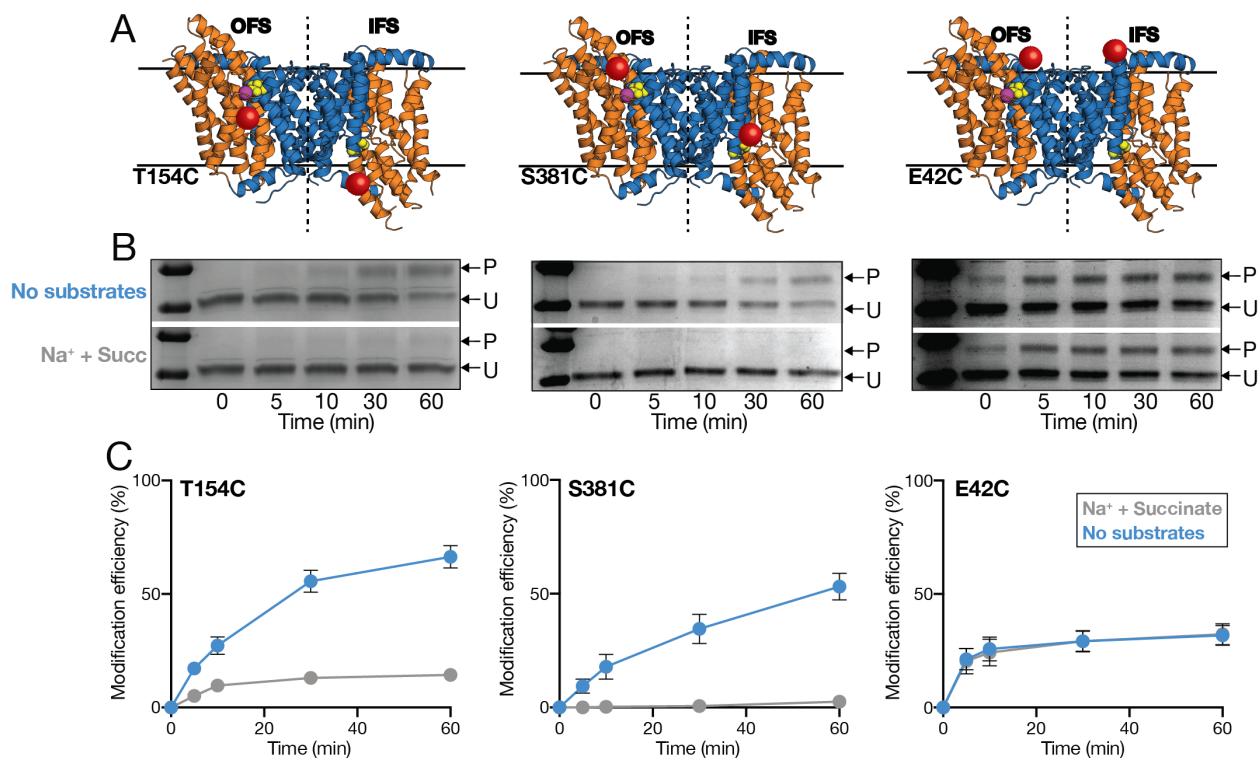 A
OFS
IFS
T154C
OFS
IFS
S381C
OFS
IFS
E42C
B
No substrates
Na⁺ + Succ
P
U
P
U
0 5 10 30 60
Time (min)
P
U
P
U
0 5 10 30 60
Time (min)
P
U
P
U
0 5 10 30 60
Time (min)
C
T154C
Modification efficiency (%)
100
50
0
0 20 40 60
Time (min)
S381C
Modification efficiency (%)
100
50
0
0 20 40 60
Time (min)
E42C
Modification efficiency (%)
100
50
0
0 20 40 60
Time (min)
Na⁺ + Succinate
No substrates